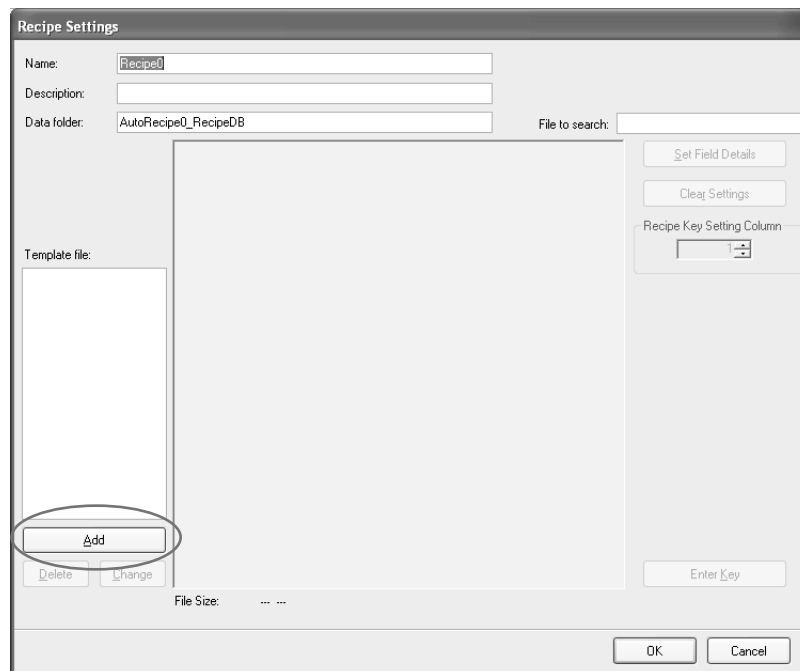 Recipe Settings
Name: Recipe0
Description:
Data folder: AutoRecipe0_RecipeDB
File to search:
Set Field Details
Clear Settings
Recipe Key Setting Column
1
Template file:
Add
Delete Change
Enter Key
File Size: --- ---
OK Cancel